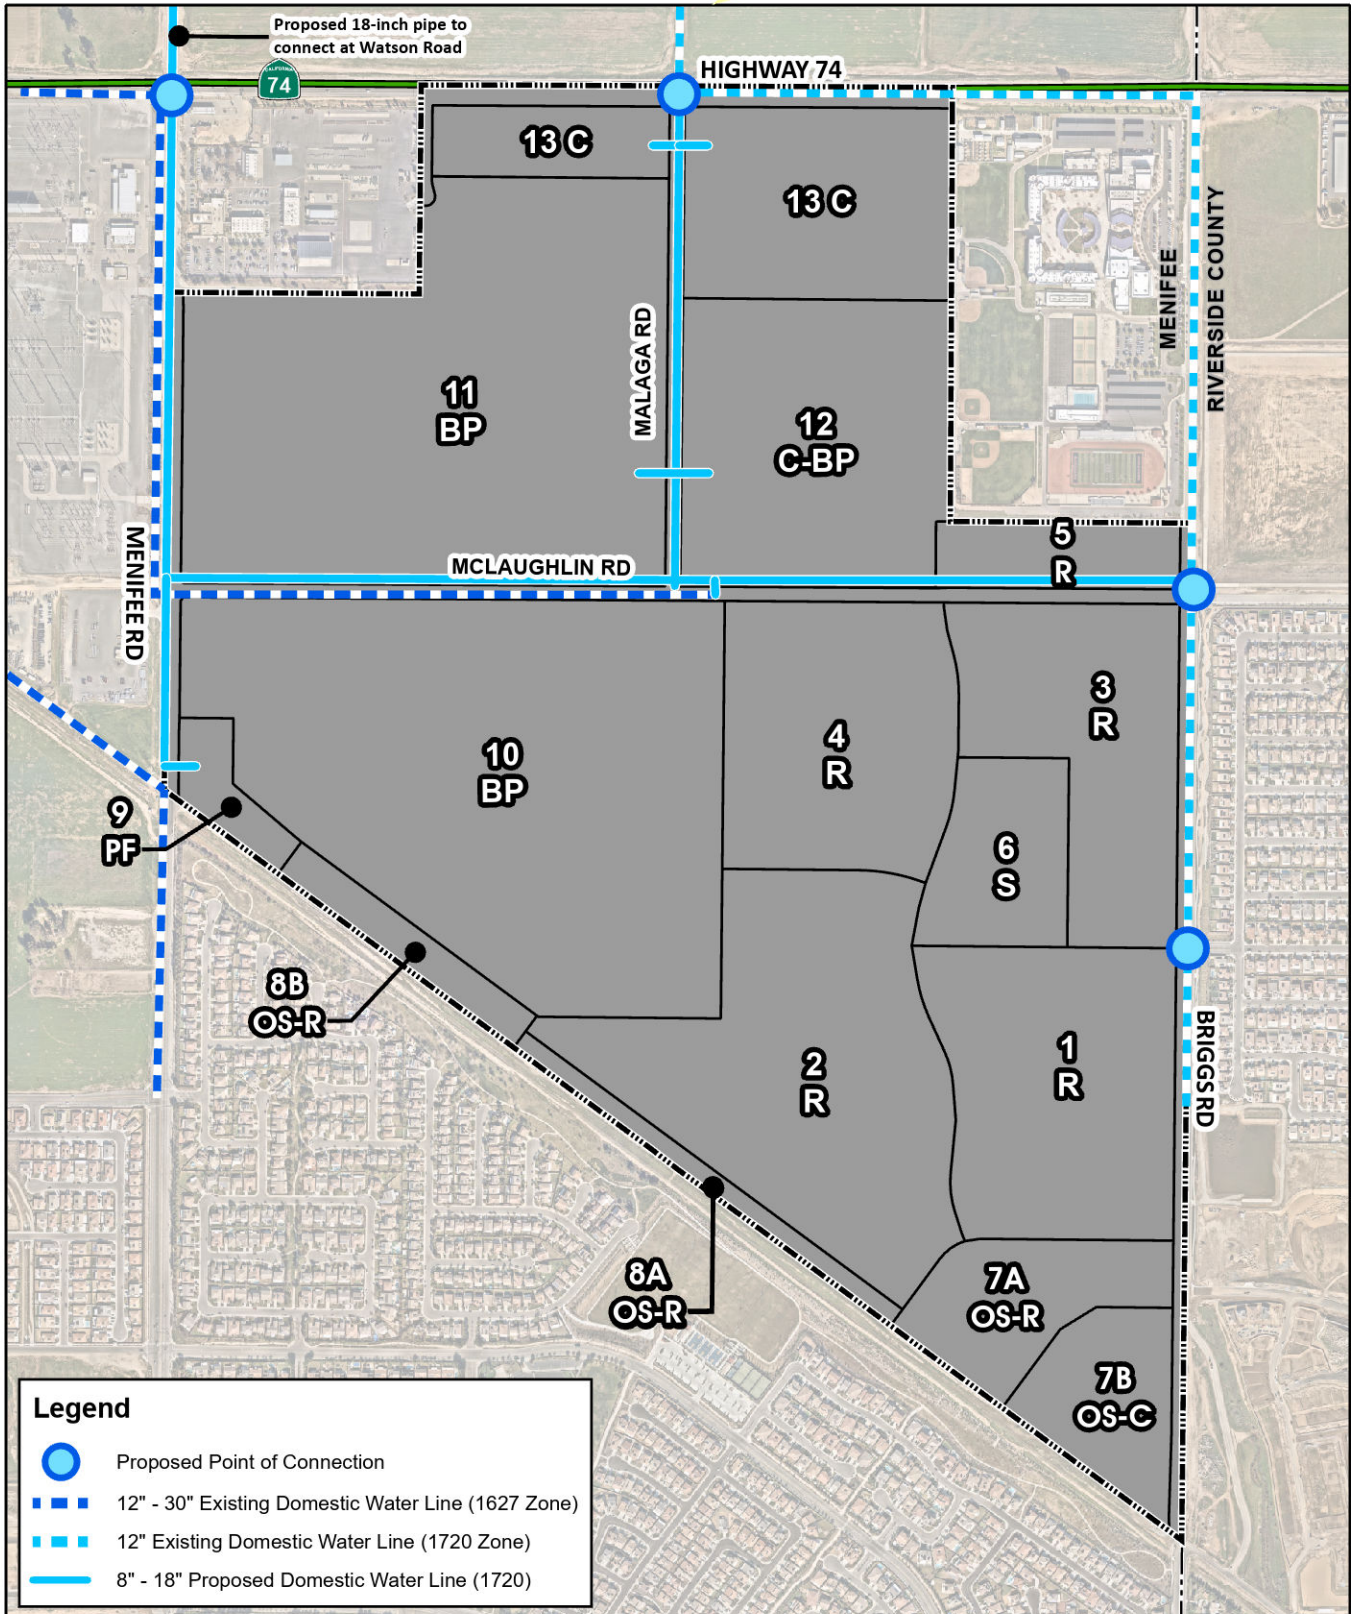 Proposed 18-inch pipe to
connect at Watson Road
CALIFORNIA
74
HIGHWAY 74
13 C
13 C
MENIFEE
RIVERSIDE COUNTY
MALAGA RD
11
BP
12
C-BP
5
R
MCLAUGHLIN RD
MENIFEE RD
3
R
4
R
10
BP
6
S
9
PF
8B
OS-R
2
R
1
R
BRIGGS RD
8A
OS-R
7A
OS-R
7B
OS-C
Legend
Proposed Point of Connection
12" - 30" Existing Domestic Water Line (1627 Zone)
12" Existing Domestic Water Line (1720 Zone)
8" - 18" Proposed Domestic Water Line (1720)